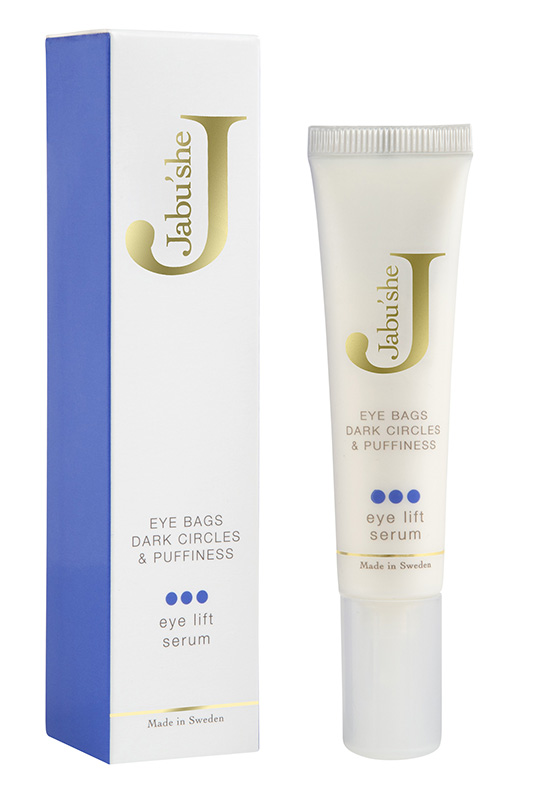 Jabu'she
J
EYE BAGS
DARK CIRCLES
& PUFFINESS
eye lift
serum
Made in Sweden
Jabu'she
J
EYE BAGS
DARK CIRCLES
& PUFFINESS
eye lift
serum
Made in Sweden